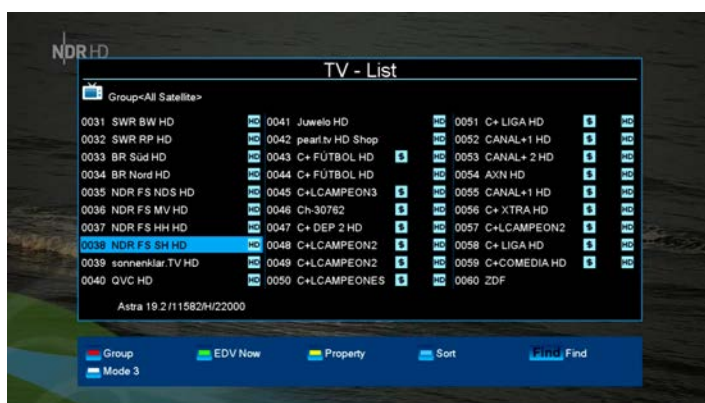 NDR HD
TV - List
Group<All Satellite>
0031 SWR BW HD HD
0032 SWR RP HD HD
0033 BR Süd HD HD
0034 BR Nord HD HD
0035 NDR FS NDS HD HD
0036 NDR FS MV HD HD
0037 NDR FS HH HD HD
0038 NDR FS SH HD HD
0039 sonnenklar.TV HD HD
0040 QVC HD HD
0041 Juwelo HD HD
0042 pearl.tv HD Shop HD
0043 C+ FÚTBOL HD $ HD
0044 C+ FÚTBOL HD HD
0045 C+LCAMPEON3 $ HD
0046 Ch-30762 $ HD
0047 C+ DEP 2 HD $ HD
0048 C+LCAMPEON2 $ HD
0049 C+LCAMPEON2 $ HD
0050 C+LCAMPEONES $ HD
0051 C+ LIGA HD $ HD
0052 CANAL+1 HD $ HD
0053 CANAL+ 2 HD $ HD
0054 AXN HD $ HD
0055 CANAL+1 HD $ HD
0056 C+ XTRA HD $ HD
0057 C+LCAMPEON2 $ HD
0058 C+ LIGA HD $ HD
0059 C+COMEDIA HD $ HD
0060 ZDF
Astra 19.2 /11582/H/22000
Group EDV Now Property Sort Find Find
Mode 3